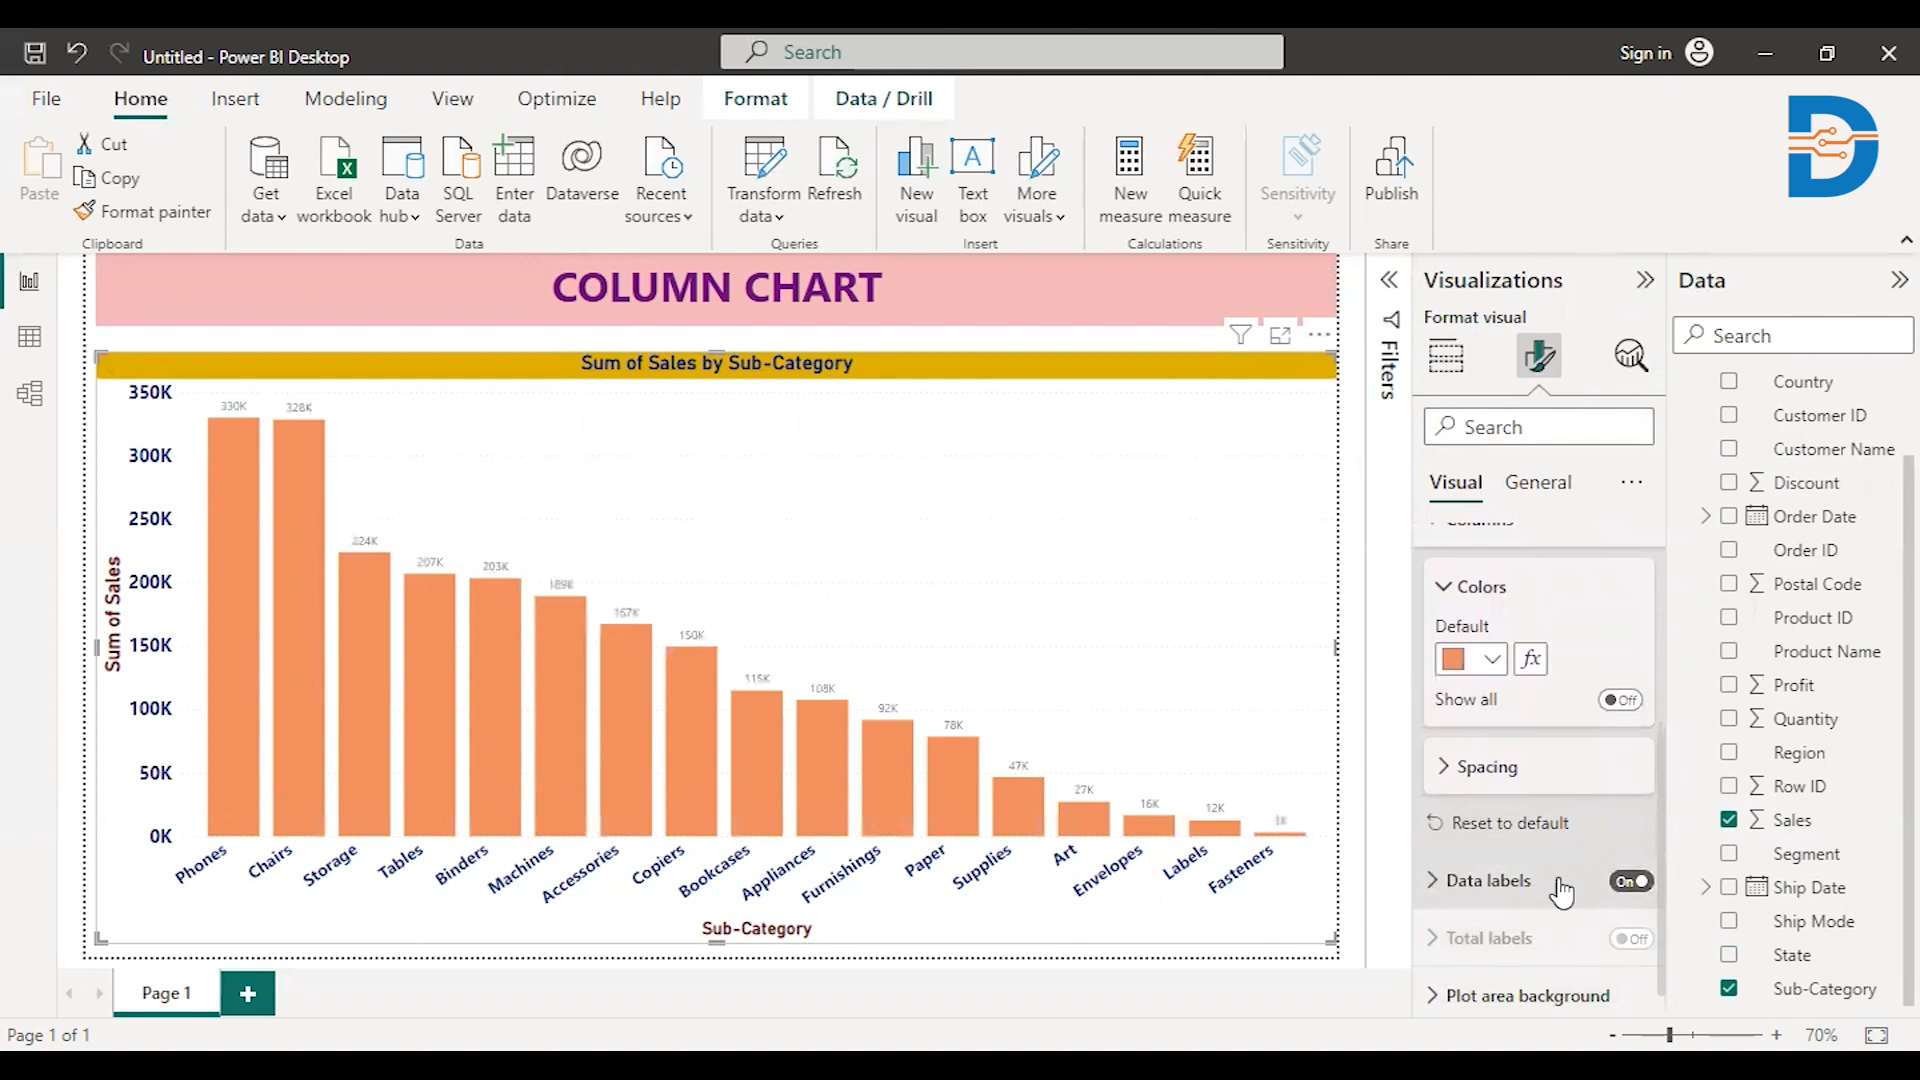 Untitled - Power BI Desktop
Search
Sign in
File
Home
Insert
Modeling
View
Optimize
Help
Format
Data / Drill
Paste
Cut
Copy
Format painter
Clipboard
Get data
Excel workbook
Data hub
SQL Server
Enter data
Dataverse
Recent sources
Data
Transform data
Refresh
Queries
New visual
Text box
More visuals
Insert
New measure
Quick measure
Calculations
Sensitivity
Sensitivity
Publish
Share
COLUMN CHART
Sum of Sales by Sub-Category
Sum of Sales
350K
300K
250K
200K
150K
100K
50K
0K
330K
328K
224K
207K
203K
189K
167K
150K
115K
108K
92K
78K
47K
27K
16K
12K
Phones
Chairs
Storage
Tables
Binders
Machines
Accessories
Copiers
Bookcases
Appliances
Furnishings
Paper
Supplies
Art
Envelopes
Labels
Fasteners
Sub-Category
Filters
Visualizations
Format visual
Search
Visual
General
Colors
Default
fx
Show all
Off
Spacing
Reset to default
Data labels
On
Total labels
Off
Plot area background
Data
Search
Country
Customer ID
Customer Name
Discount
Order Date
Order ID
Postal Code
Product ID
Product Name
Profit
Quantity
Region
Row ID
Sales
Segment
Ship Date
Ship Mode
State
Sub-Category
Page 1
Page 1 of 1
70%